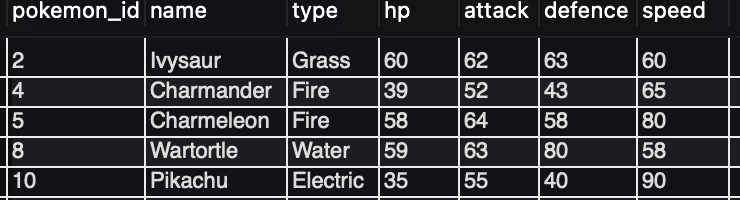 pokemon_id name type hp attack defence speed
2 Ivysaur Grass 60 62 63 60
4 Charmander Fire 39 52 43 65
5 Charmeleon Fire 58 64 58 80
8 Wartortle Water 59 63 80 58
10 Pikachu Electric 35 55 40 90